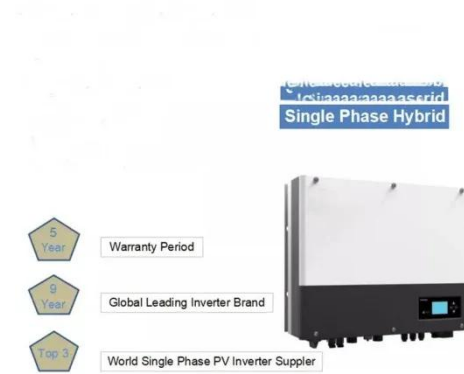 Single Phase Hybrid
5
Year
Warranty Period
9
Year
Global Leading Inverter Brand
Top 3
World Single Phase PV Inverter Suppler